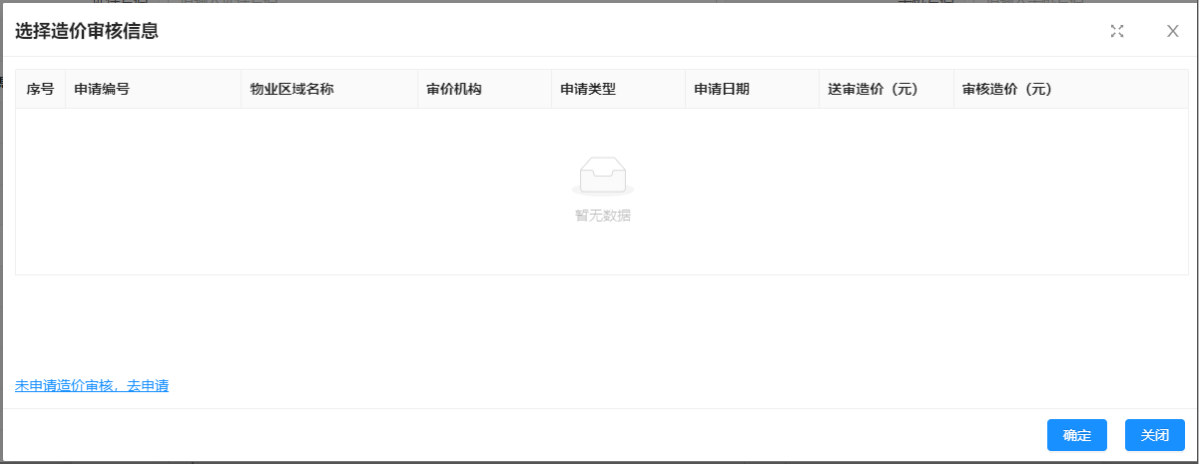 选择造价审核信息
序号 申请编号 物业区域名称 审价机构 申请类型 申请日期 送审造价（元） 审核造价（元）
暂无数据
未申请造价审核，去申请
确定 关闭